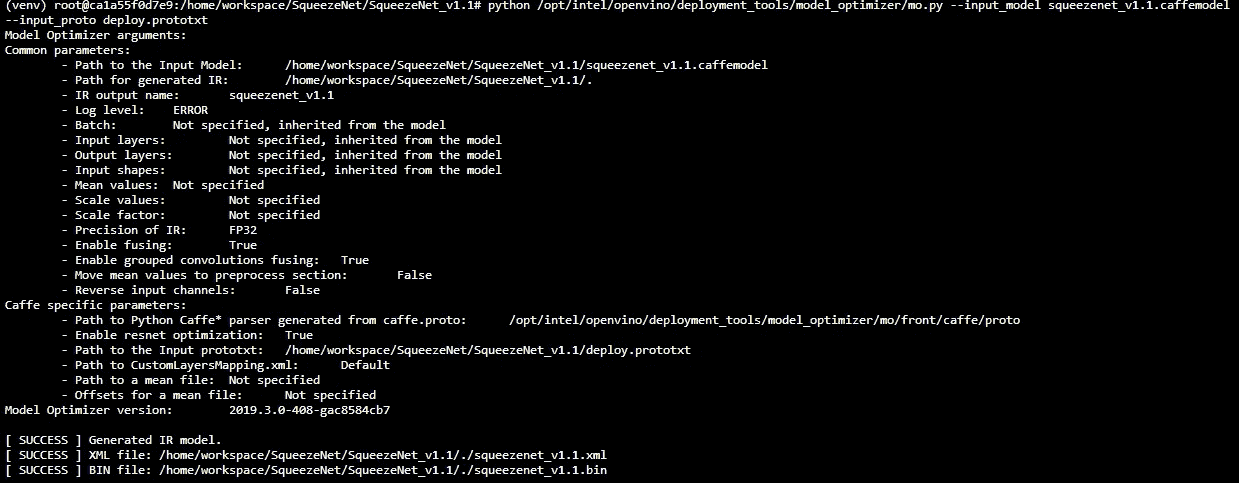 (venv) root@ca1a55f0d7e9:/home/workspace/SqueezeNet/SqueezeNet_v1.1# python /opt/intel/openvino/deployment_tools/model_optimizer/mo.py --input_model squeezenet_v1.1.caffemodel
--input_proto deploy.prototxt
Model Optimizer arguments:
Common parameters:
- Path to the Input Model: /home/workspace/SqueezeNet/SqueezeNet_v1.1/squeezenet_v1.1.caffemodel
- Path for generated IR: /home/workspace/SqueezeNet/SqueezeNet_v1.1/.
- IR output name: squeezenet_v1.1
- Log level: ERROR
- Batch: Not specified, inherited from the model
- Input layers: Not specified, inherited from the model
- Output layers: Not specified, inherited from the model
- Input shapes: Not specified, inherited from the model
- Mean values: Not specified
- Scale values: Not specified
- Scale factor: Not specified
- Precision of IR: FP32
- Enable fusing: True
- Enable grouped convolutions fusing: True
- Move mean values to preprocess section: False
- Reverse input channels: False
Caffe specific parameters:
- Path to Python Caffe* parser generated from caffe.proto: /opt/intel/openvino/deployment_tools/model_optimizer/mo/front/caffe/proto
- Enable resnet optimization: True
- Path to the Input prototxt: /home/workspace/SqueezeNet/SqueezeNet_v1.1/deploy.prototxt
- Path to CustomLayersMapping.xml: Default
- Path to a mean file: Not specified
- Offsets for a mean file: Not specified
Model Optimizer version: 2019.3.0-408-gac8584cb7
[ SUCCESS ] Generated IR model.
[ SUCCESS ] XML file: /home/workspace/SqueezeNet/SqueezeNet_v1.1/./squeezenet_v1.1.xml
[ SUCCESS ] BIN file: /home/workspace/SqueezeNet/SqueezeNet_v1.1/./squeezenet_v1.1.bin